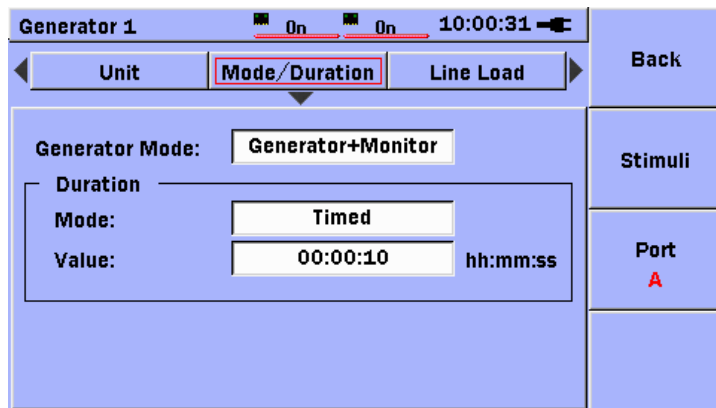 Generator 1 On On 10:00:31
Unit Mode/Duration Line Load
Generator Mode: Generator+Monitor
Duration
Mode: Timed
Value: 00:00:10 hh:mm:ss
Back
Stimuli
Port
A